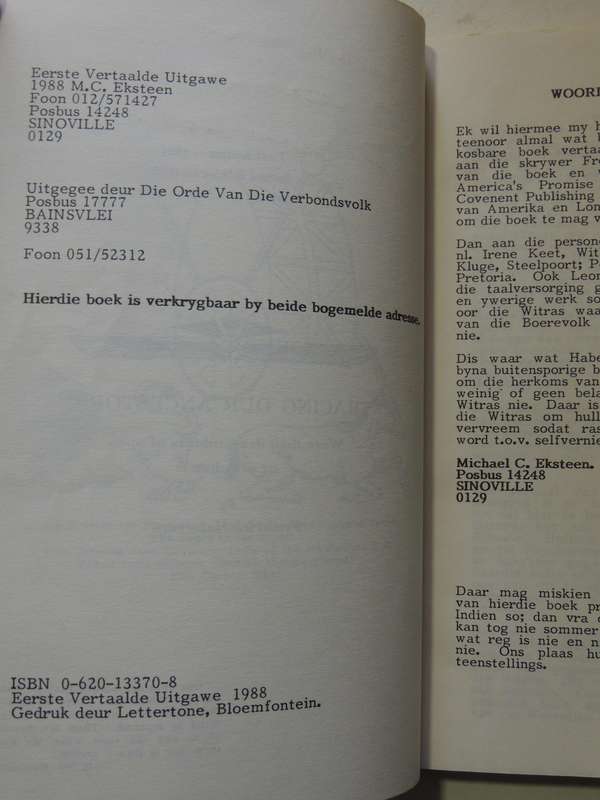 Eerste Vertaalde Uitgawe
1988 M.C. Eksteen
Foon 012/571427
Posbus 14248
SINOVILLE
0129
Uitgegee deur Die Orde Van Die Verbondsvolk
Posbus 17777
BAINSVLEI
9338
Foon 051/52312
Hierdie boek is verkrygbaar by beide bogemelde adresse.
ISBN 0-620-13370-8
Eerste Vertaalde Uitgawe 1988
Gedruk deur Lettertone, Bloemfontein.
Ek wil hiermee my
teenoor almal wat
kosbare boek
aan die skrywer
van die boek en
America's Promise
Covenent Publishing
van Amerika en
om die boek te mag
Dan aan die
nl. Irene Keet,
Kluge, Steelpoort;
Pretoria. Ook
die taalversorging
en ywerige werk
oor die Witras
van die Boerevolk
nie.
Dis waar wat
byna buitensporige
om die herkoms van
weinig of geen
Witras nie. Daar is
die Witras om
vervreem sodat
word t.o.v.
Michael C. Eksteen.
Posbus 14248
SINOVILLE
0129
Daar mag miskien
van hierdie boek
Indien so; dan vra
kan tog nie sommer
wat reg is nie en
nie. Ons plaas
teenstellings.